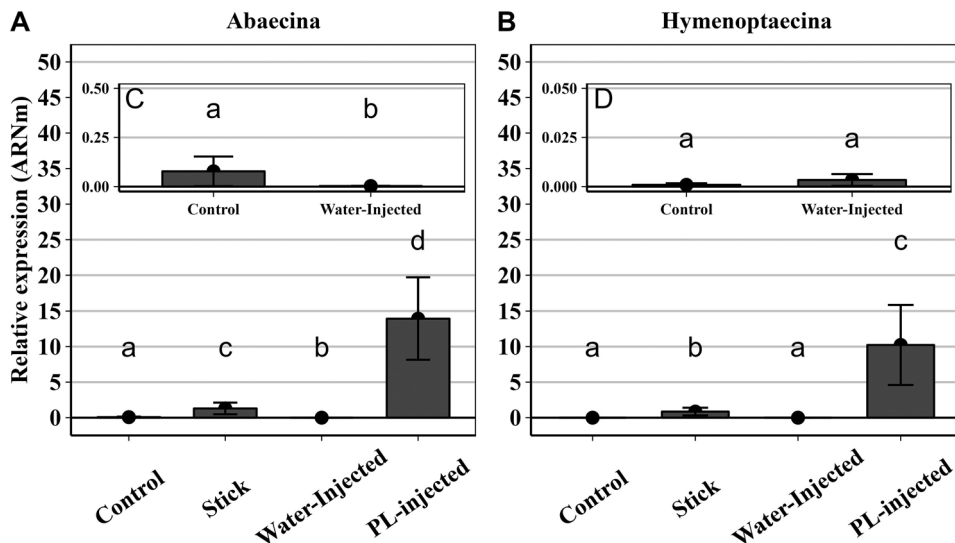 A Abaecina
B Hymenoptaecina
Relative expression (ARNm)
50
45
40
35
30
25
20
15
10
5
0
C
0.50
0.25
0.00
a b
Control Water-Injected
a c b d
Control Stick Water-Injected PL-injected
50
45
40
35
30
25
20
15
10
5
0
D
0.050
0.025
0.000
a a
Control Water-Injected
a b a c
Control Stick Water-Injected PL-injected